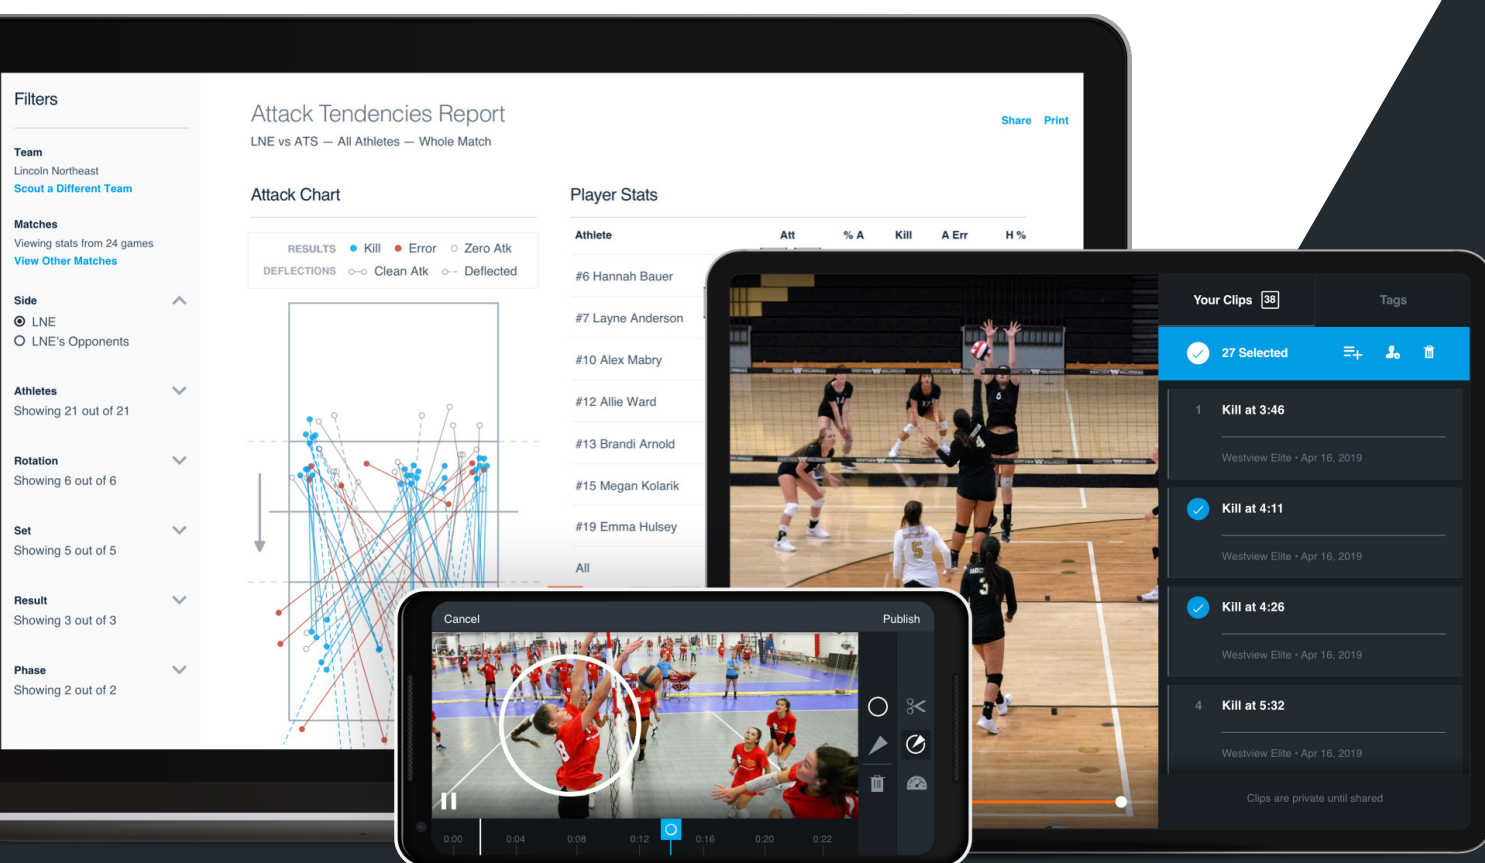 Filters
Team
Lincoln Northeast
Scout a Different Team
Matches
Viewing stats from 24 games
View Other Matches
Side
LNE
LNE's Opponents
Athletes
Showing 21 out of 21
Rotation
Showing 6 out of 6
Set
Showing 5 out of 5
Result
Showing 3 out of 3
Phase
Showing 2 out of 2
Attack Tendencies Report
LNE vs ATS — All Athletes — Whole Match
Share Print
Attack Chart
RESULTS Kill Error Zero Atk
DEFLECTIONS Clean Atk Deflected
Player Stats
Athlete Att % A Kill A Err H %
#6 Hannah Bauer
#7 Layne Anderson
#10 Alex Mabry
#12 Allie Ward
#13 Brandi Arnold
#15 Megan Kolarik
#19 Emma Hulsey
All
Your Clips 38 Tags
27 Selected
1 Kill at 3:46
Westview Elite • Apr 16, 2019
Kill at 4:11
Westview Elite • Apr 16, 2019
Kill at 4:26
Westview Elite • Apr 16, 2019
4 Kill at 5:32
Westview Elite • Apr 16, 2019
Clips are private until shared
4
5
3
Cancel Publish
0:00 0:04 0:08 0:12 0:16 0:20 0:22